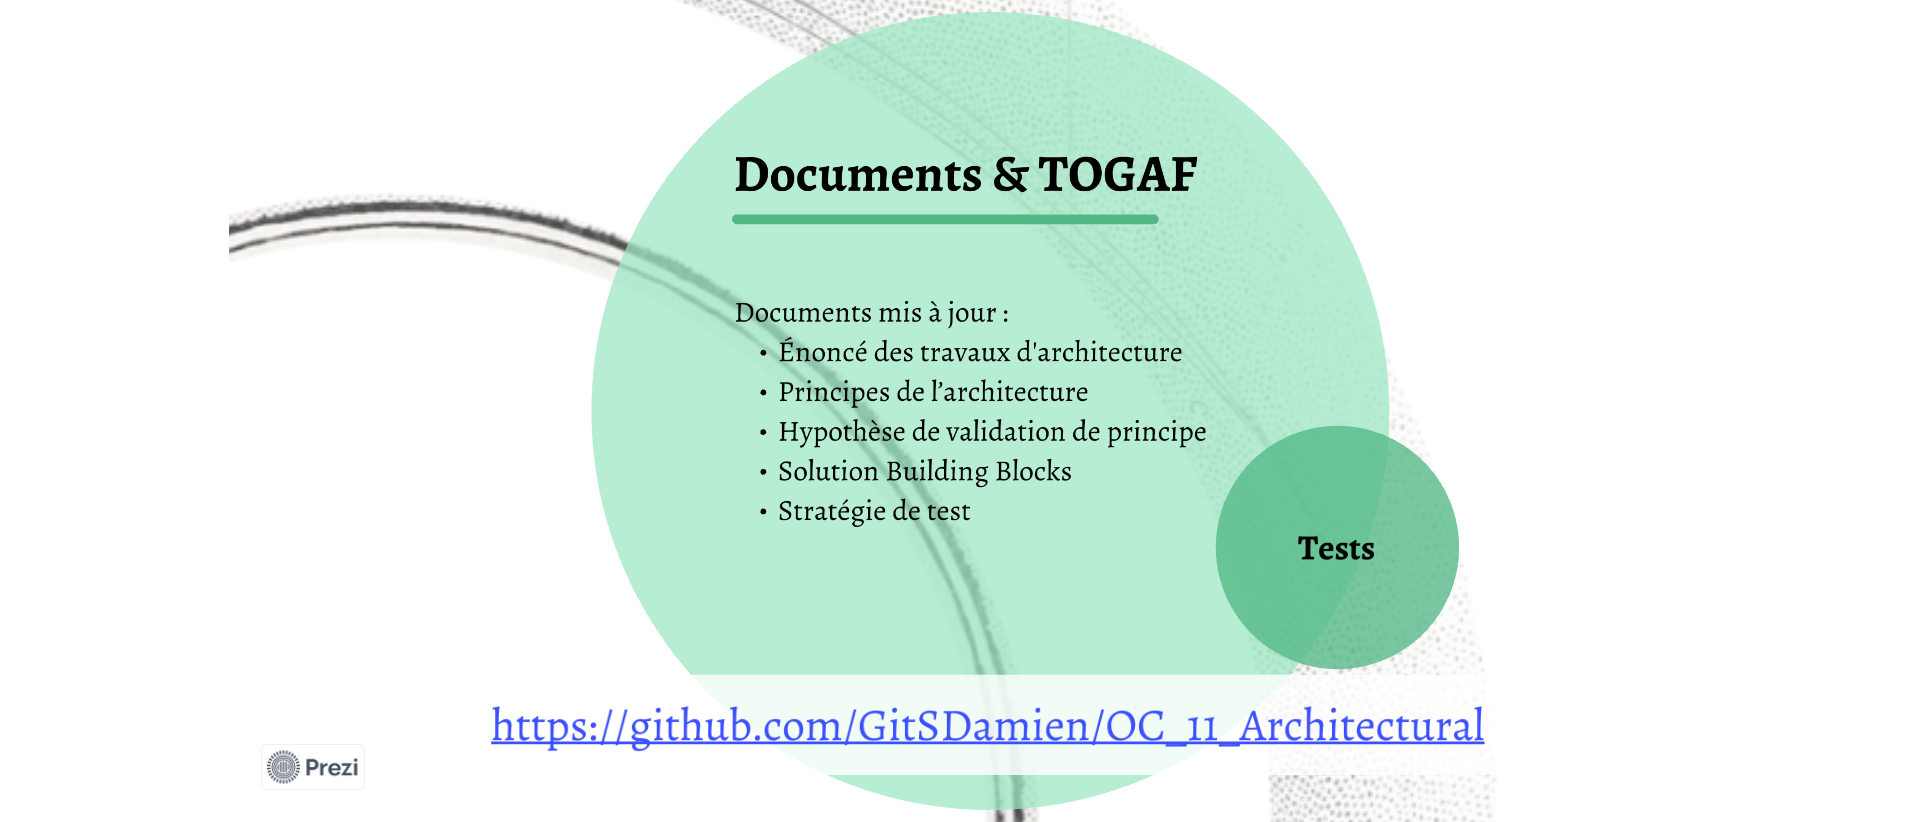 Documents & TOGAF
Documents mis à jour :
• Énoncé des travaux d'architecture
• Principes de l’architecture
• Hypothèse de validation de principe
• Solution Building Blocks
• Stratégie de test
Tests
https://github.com/GitSDamien/OC_11_Architectural
Prezi